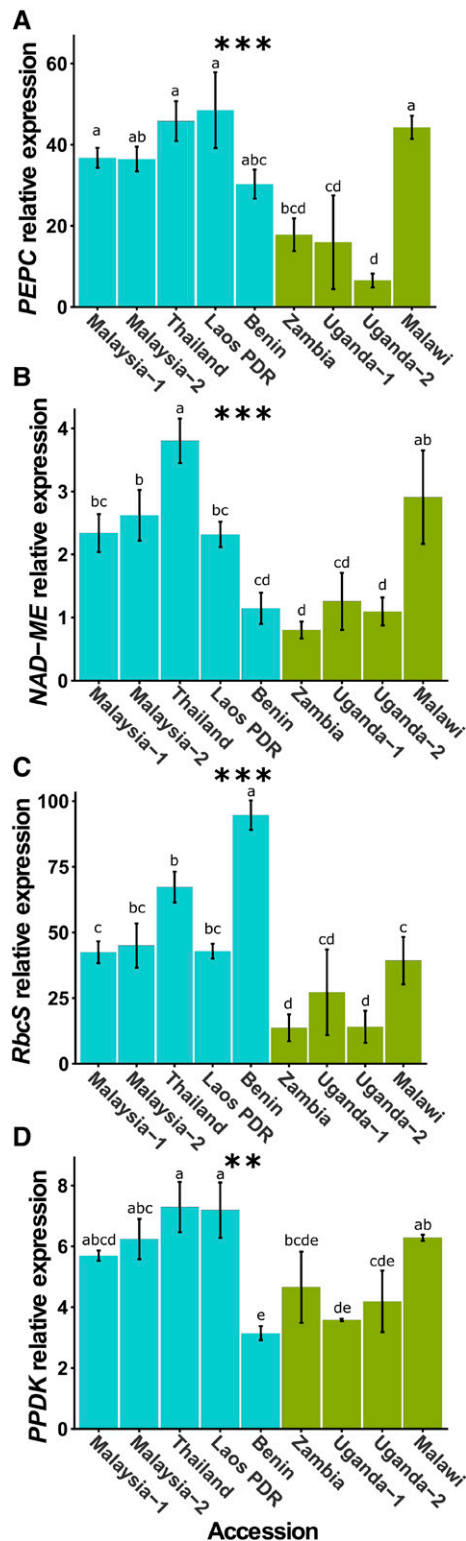 A
PEPC relative expression
60
40
20
0
***
a
ab
a
a
abc
bcd
cd
d
a
Malaysia−1
Malaysia−2
Thailand
Laos PDR
Benin
Zambia
Uganda−1
Uganda−2
Malawi
B
NAD−ME relative expression
4
3
2
1
0
***
bc
b
a
bc
cd
d
cd
d
ab
Malaysia−1
Malaysia−2
Thailand
Laos PDR
Benin
Zambia
Uganda−1
Uganda−2
Malawi
C
RbcS relative expression
100
75
50
25
0
***
c
bc
b
bc
a
d
cd
d
c
Malaysia−1
Malaysia−2
Thailand
Laos PDR
Benin
Zambia
Uganda−1
Uganda−2
Malawi
D
PPDK relative expression
8
6
4
2
0
**
abcd
abc
a
a
e
bcde
de
cde
ab
Malaysia−1
Malaysia−2
Thailand
Laos PDR
Benin
Zambia
Uganda−1
Uganda−2
Malawi
Accession